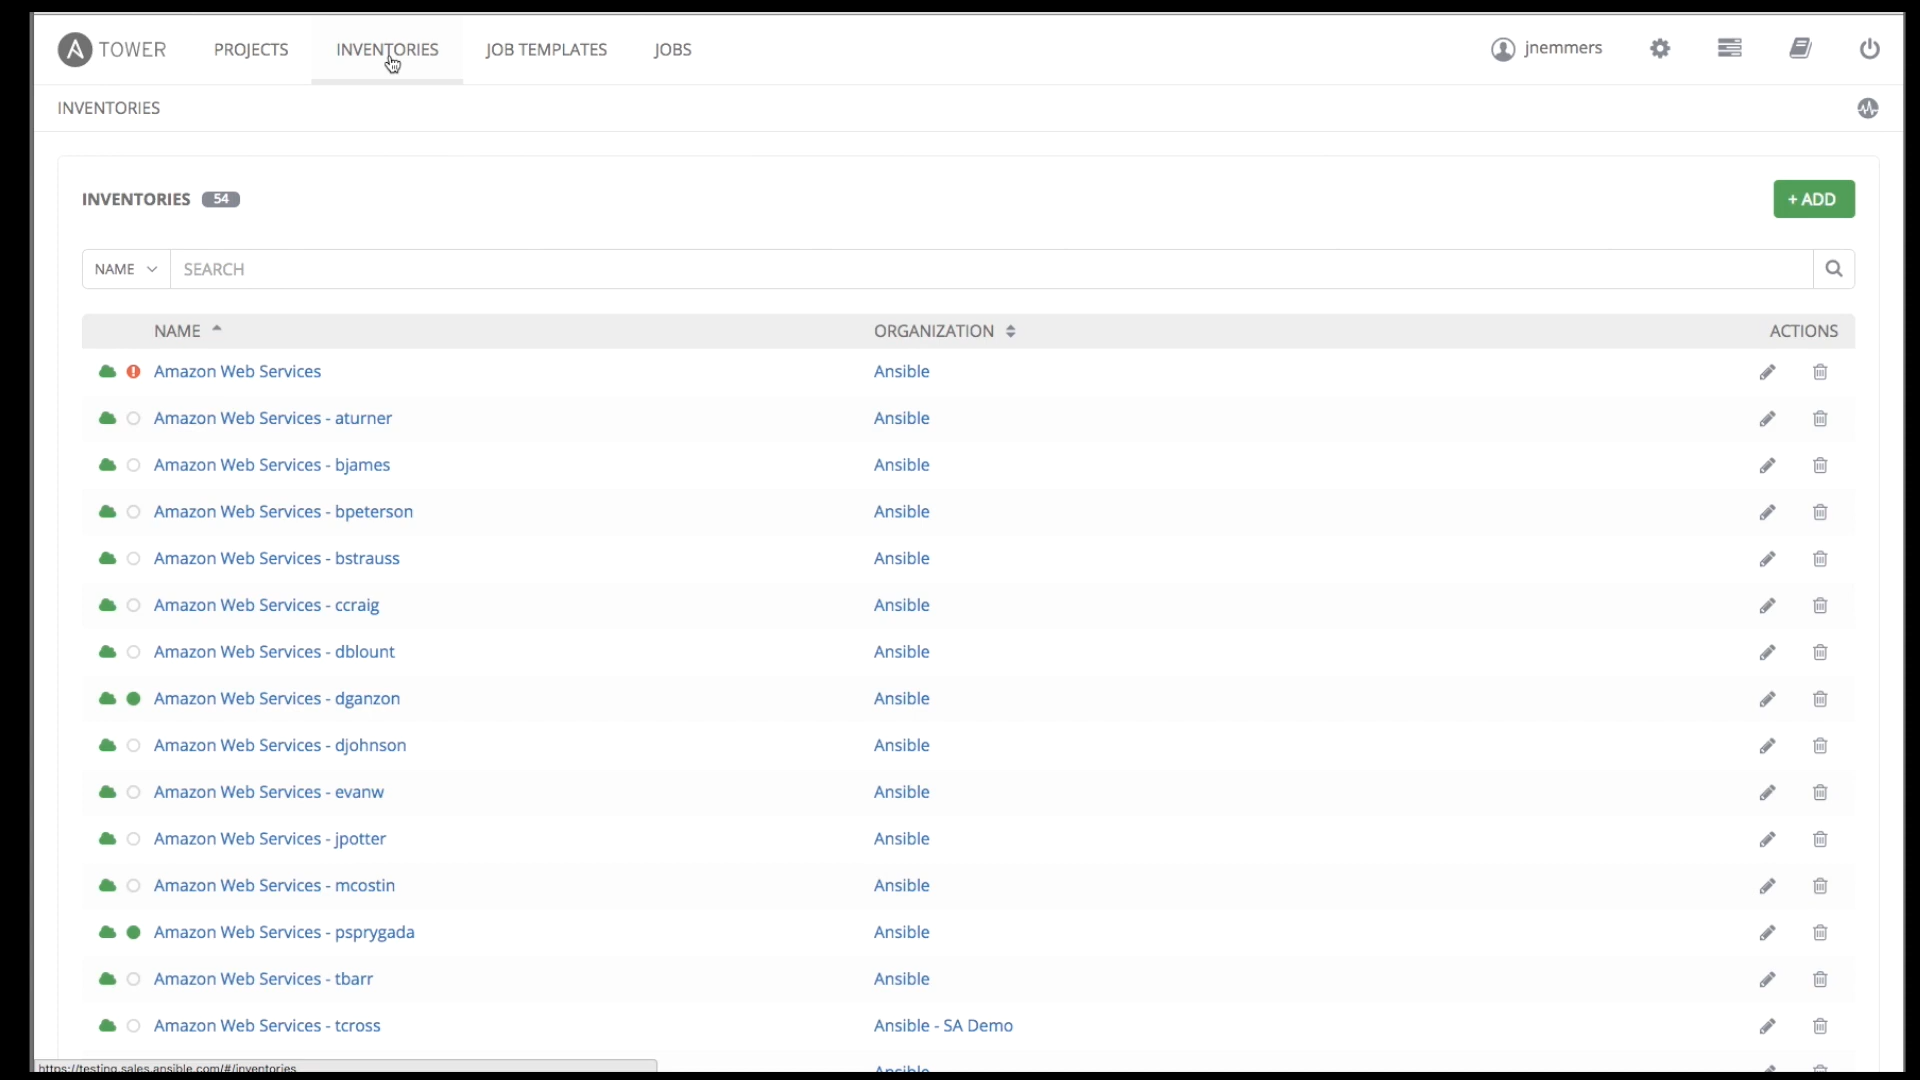 TOWER PROJECTS INVENTORIES JOB TEMPLATES JOBS jnemmers
INVENTORIES
INVENTORIES 54 + ADD
NAME SEARCH
NAME ORGANIZATION ACTIONS
Amazon Web Services Ansible
Amazon Web Services - aturner Ansible
Amazon Web Services - bjames Ansible
Amazon Web Services - bpeterson Ansible
Amazon Web Services - bstrauss Ansible
Amazon Web Services - ccraig Ansible
Amazon Web Services - dblount Ansible
Amazon Web Services - dganzon Ansible
Amazon Web Services - djohnson Ansible
Amazon Web Services - evanw Ansible
Amazon Web Services - jpotter Ansible
Amazon Web Services - mcostin Ansible
Amazon Web Services - psprygada Ansible
Amazon Web Services - tbarr Ansible
Amazon Web Services - tcross Ansible - SA Demo
Ansible
https://testing.sales.ansible.com/#/inventories